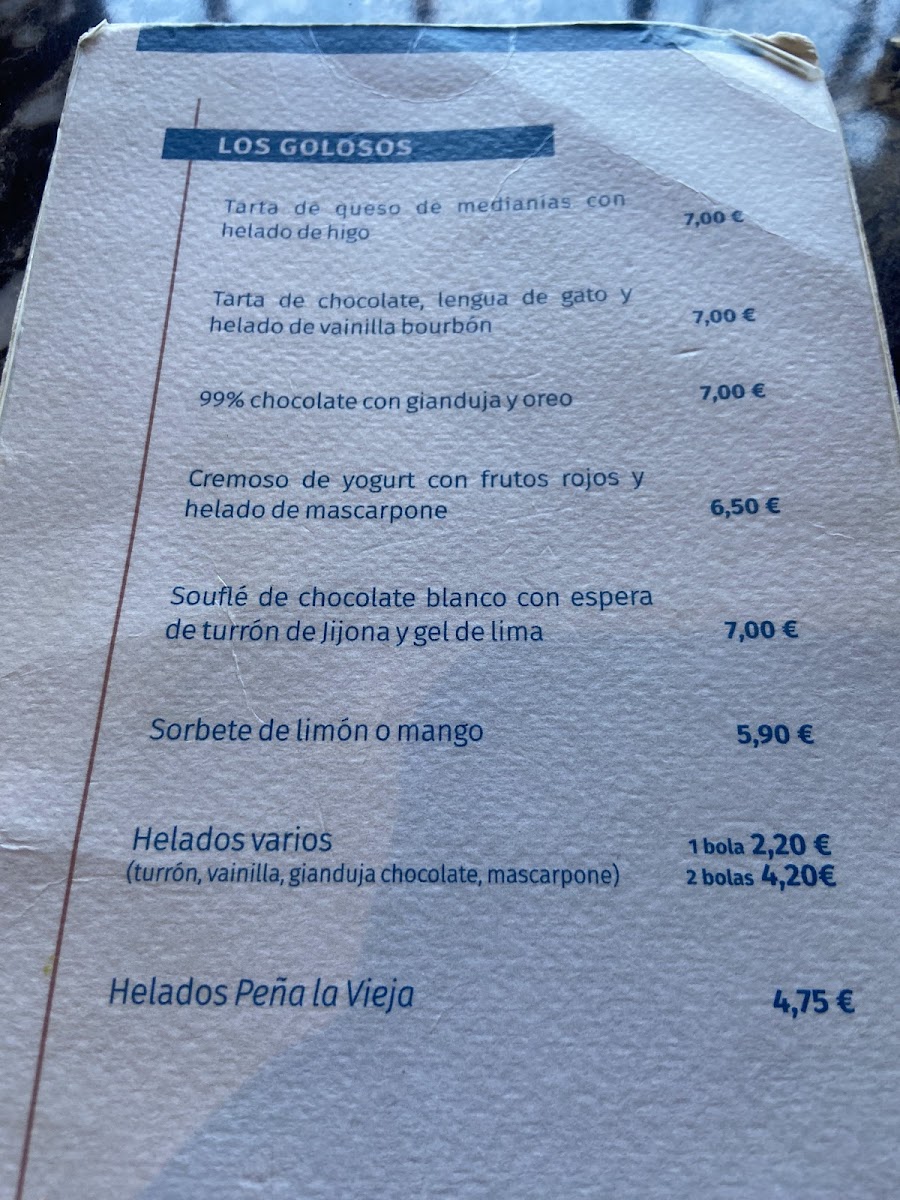 LOS GOLOSOS
Tarta de queso de medianías con
helado de higo
7,00 €
Tarta de chocolate, lengua de gato y
helado de vainilla bourbón
7,00 €
99% chocolate con gianduja y oreo
7,00 €
Cremoso de yogurt con frutos rojos y
helado de mascarpone
6,50 €
Souflé de chocolate blanco con espera
de turrón de Jijona y gel de lima
7,00 €
Sorbete de limón o mango
5,90 €
Helados varios
1 bola 2,20 €
(turrón, vainilla, gianduja chocolate, mascarpone)
2 bolas 4,20€
Helados Peña la Vieja
4,75 €